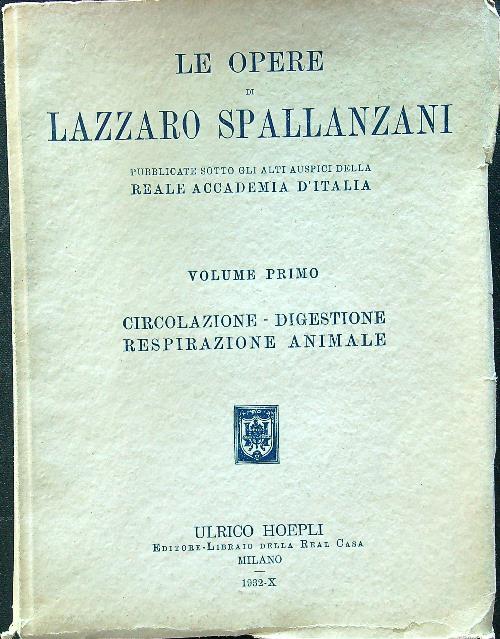 LE OPERE
DI
LAZZARO SPALLANZANI
PUBBLICATE SOTTO GLI ALTI AUSPICI DELLA
REALE ACCADEMIA D'ITALIA
VOLUME PRIMO
CIRCOLAZIONE - DIGESTIONE
RESPIRAZIONE ANIMALE
ULRICO HOEPLI
EDITORE-LIBRAIO DELLA REAL CASA
MILANO
1932-X